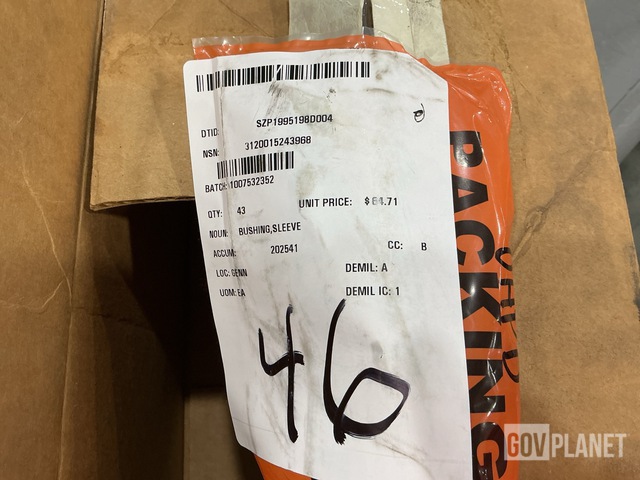 DTID: SZP1995198D004
NSN: 3120015243968
BATCH: 1007532352
QTY: 43 UNIT PRICE: $ 64.71
NOUN: BUSHING,SLEEVE
ACCUM: 202541 CC: B
LOC: GENN DEMIL: A
UOM: EA DEMIL IC: 1
46
PACKING
GOVPLANET